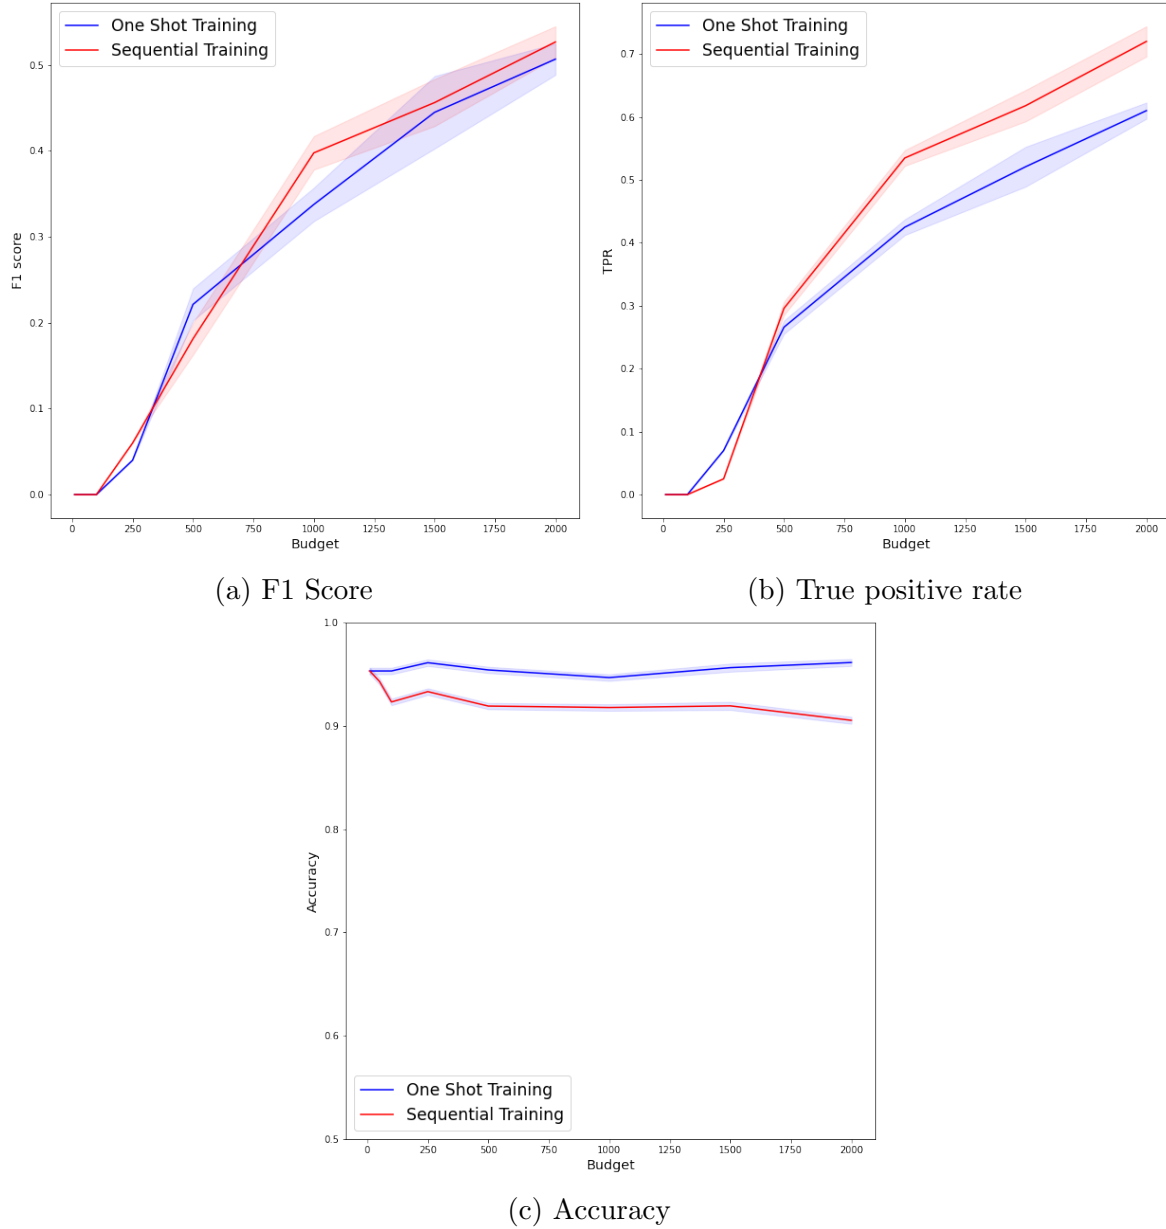 One Shot Training
Sequential Training
0.5
0.4
0.3
0.2
0.1
0.0
F1 score
0 250 500 750 1000 1250 1500 1750 2000
Budget
(a) F1 Score
One Shot Training
Sequential Training
0.7
0.6
0.5
0.4
0.3
0.2
0.1
0.0
TPR
0 250 500 750 1000 1250 1500 1750 2000
Budget
(b) True positive rate
1.0
0.9
0.8
0.7
0.6
0.5
Accuracy
One Shot Training
Sequential Training
0 250 500 750 1000 1250 1500 1750 2000
Budget
(c) Accuracy